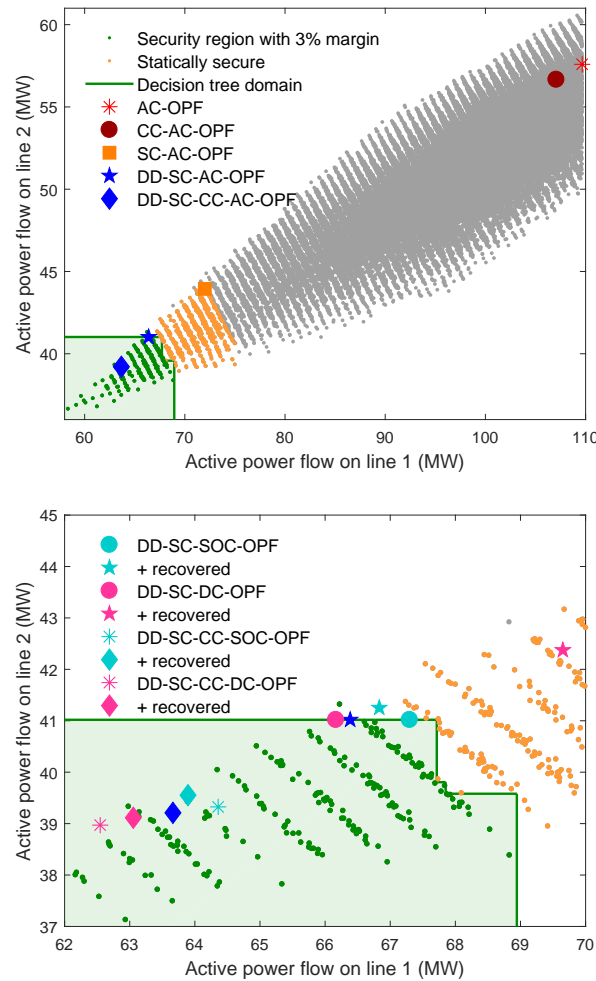 Security region with 3% margin
Statically secure
Decision tree domain
AC-OPF
CC-AC-OPF
SC-AC-OPF
DD-SC-AC-OPF
DD-SC-CC-AC-OPF
Active power flow on line 2 (MW)
55
50
45
40
60 70 80 90 100 110
Active power flow on line 1 (MW)
DD-SC-SOC-OPF
+ recovered
DD-SC-DC-OPF
+ recovered
DD-SC-CC-SOC-OPF
+ recovered
DD-SC-CC-DC-OPF
+ recovered
Active power flow on line 2 (MW)
45
44
43
42
41
40
39
38
37
62 63 64 65 66 67 68 69 70
Active power flow on line 1 (MW)